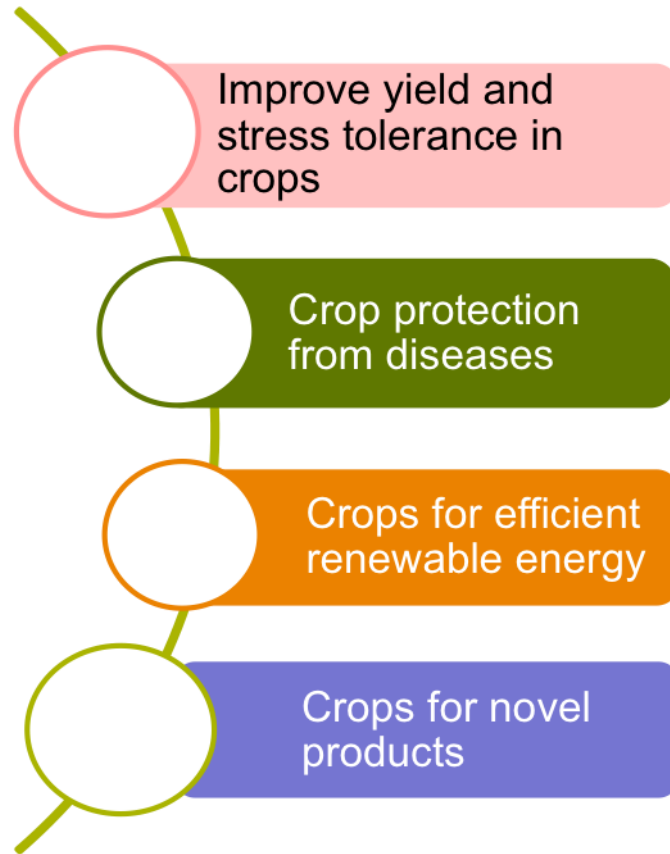 Improve yield and
stress tolerance in
crops
Crop protection
from diseases
Crops for efficient
renewable energy
Crops for novel
products